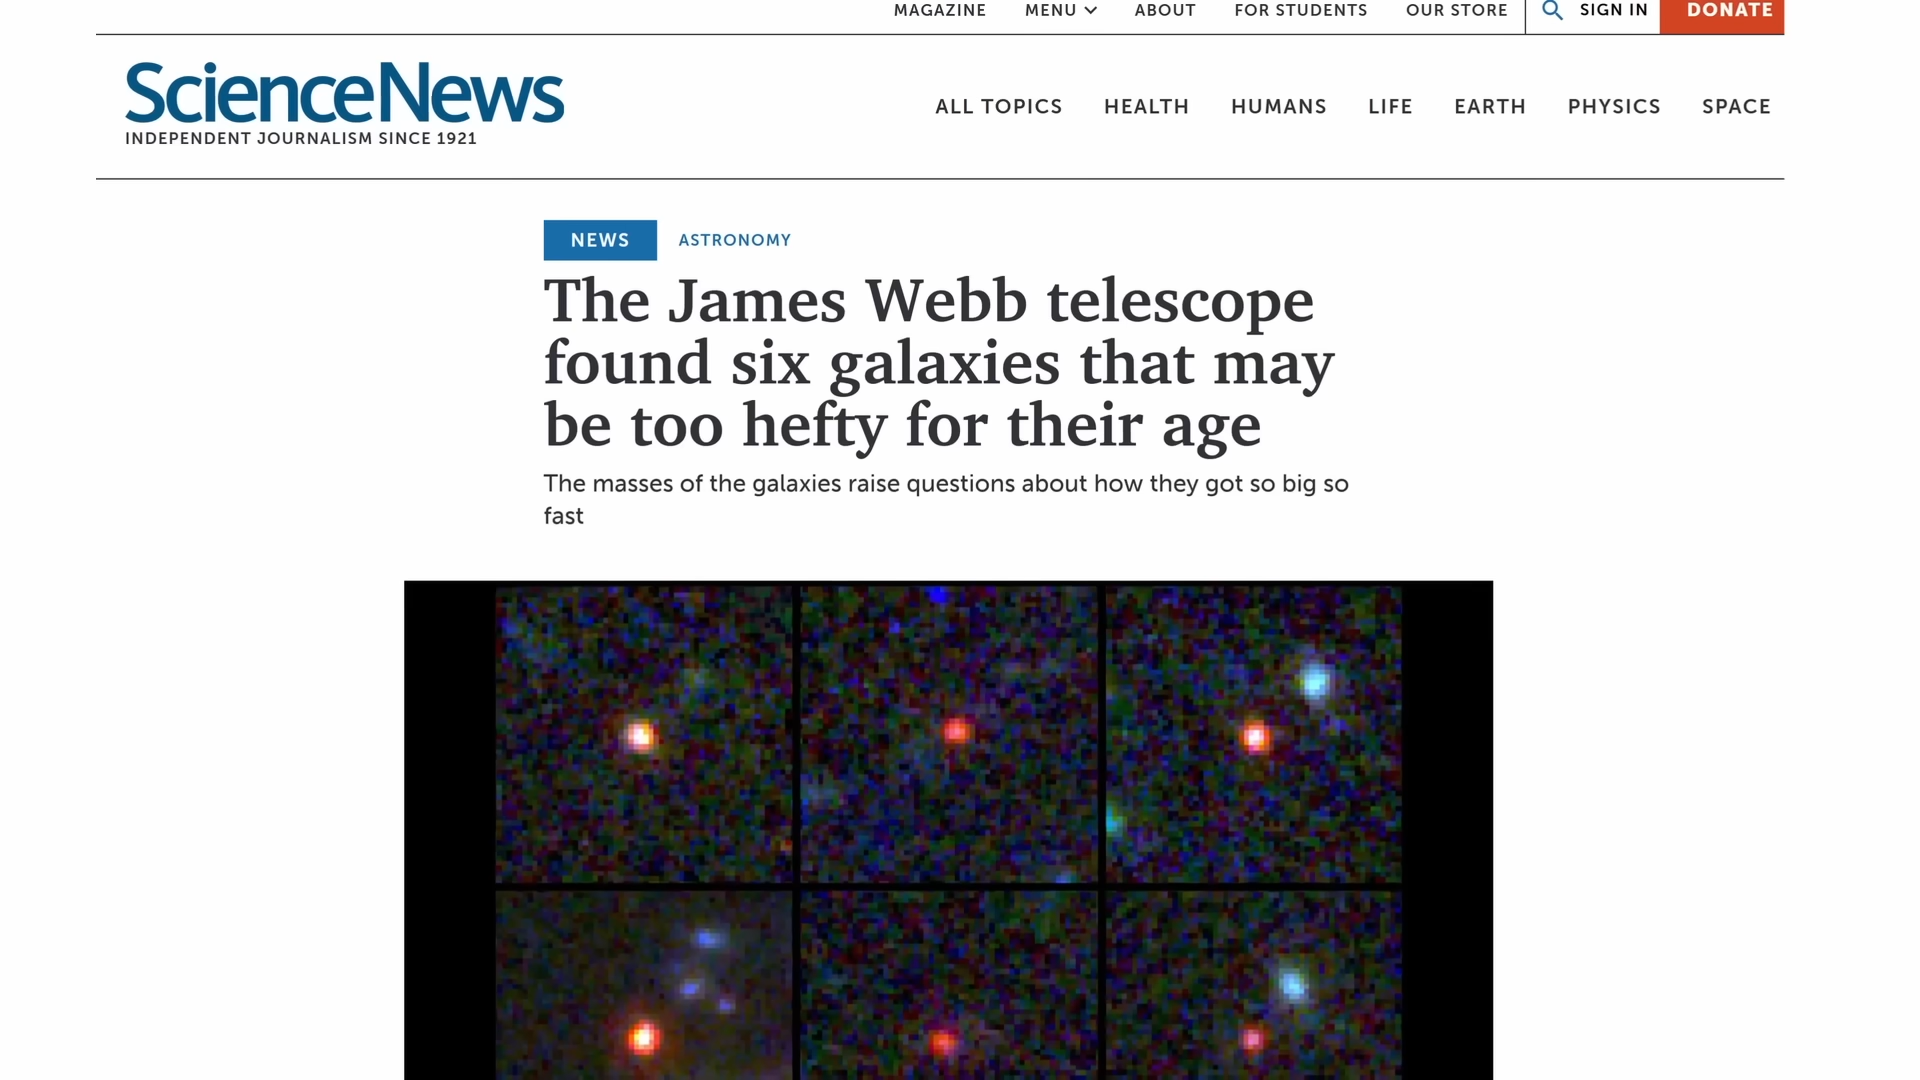 MAGAZINE MENU ABOUT FOR STUDENTS OUR STORE SIGN IN DONATE
ScienceNews
INDEPENDENT JOURNALISM SINCE 1921
ALL TOPICS HEALTH HUMANS LIFE EARTH PHYSICS SPACE
NEWS ASTRONOMY
The James Webb telescope
found six galaxies that may
be too hefty for their age
The masses of the galaxies raise questions about how they got so big so
fast